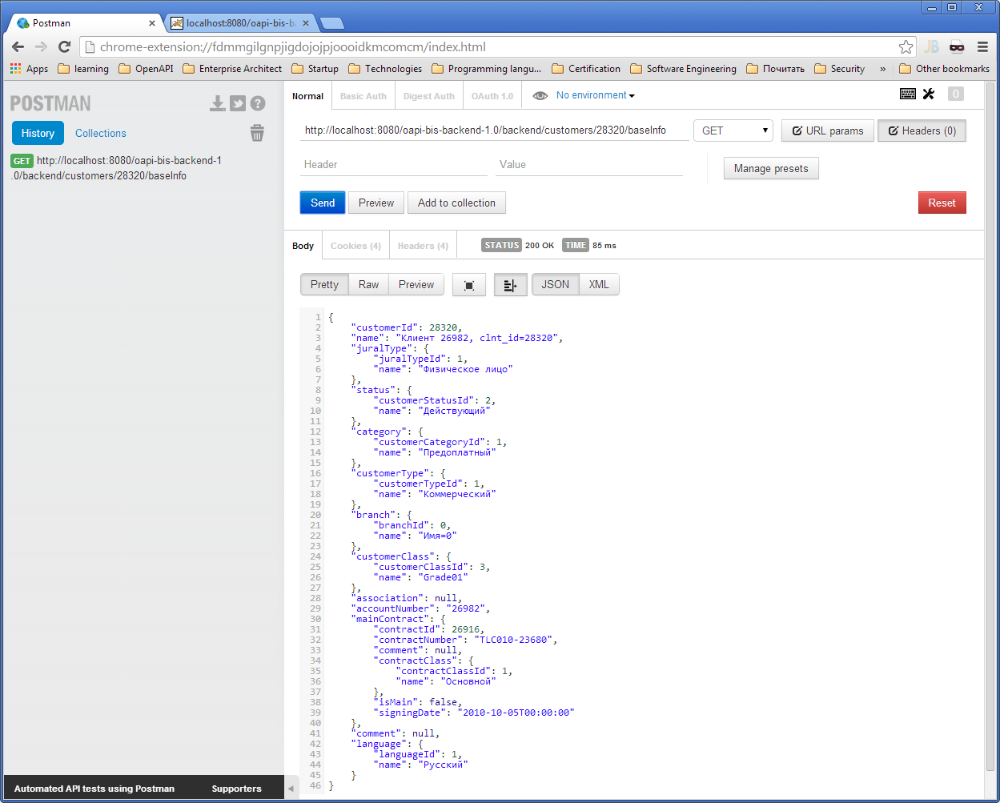 Postman
localhost:8080/oapi-bis-b
chrome-extension://fdmmgilgnpjigdojojpjoooidkmcomcm/index.html
JB
Apps learning OpenAPI Enterprise Architect Startup Technologies Programming langu... Certification Software Engineering Почитать Security » Other bookmarks
POSTMAN
Normal Basic Auth Digest Auth OAuth 1.0 No environment 0
History Collections
http://localhost:8080/oapi-bis-backend-1.0/backend/customers/28320/baseInfo GET URL params Headers (0)
GET http://localhost:8080/oapi-bis-backend-1
.0/backend/customers/28320/baseInfo
Header Value Manage presets
Send Preview Add to collection Reset
Body Cookies (4) Headers (4) STATUS 200 OK TIME 85 ms
Pretty Raw Preview JSON XML
1 {
2 "customerId": 28320,
3 "name": "Клиент 26982, clnt_id=28320",
4 "juralType": {
5 "juralTypeId": 1,
6 "name": "Физическое лицо"
7 },
8 "status": {
9 "customerStatusId": 2,
10 "name": "Действующий"
11 },
12 "category": {
13 "customerCategoryId": 1,
14 "name": "Предоплатный"
15 },
16 "customerType": {
17 "customerTypeId": 1,
18 "name": "Коммерческий"
19 },
20 "branch": {
21 "branchId": 0,
22 "name": "Имя=0"
23 },
24 "customerClass": {
25 "customerClassId": 3,
26 "name": "Grade01"
27 },
28 "association": null,
29 "accountNumber": "26982",
30 "mainContract": {
31 "contractId": 26916,
32 "contractNumber": "TLC010-23680",
33 "comment": null,
34 "contractClass": {
35 "contractClassId": 1,
36 "name": "Основной"
37 },
38 "isMain": false,
39 "signingDate": "2010-10-05T00:00:00"
40 },
41 "comment": null,
42 "language": {
43 "languageId": 1,
44 "name": "Русский"
45 }
46 }
Automated API tests using Postman Supporters